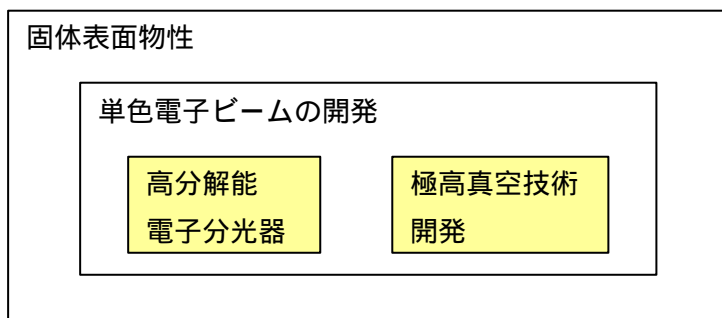 固体表面物性
単色電子ビームの開発
高分解能
電子分光器
極高真空技術
開発